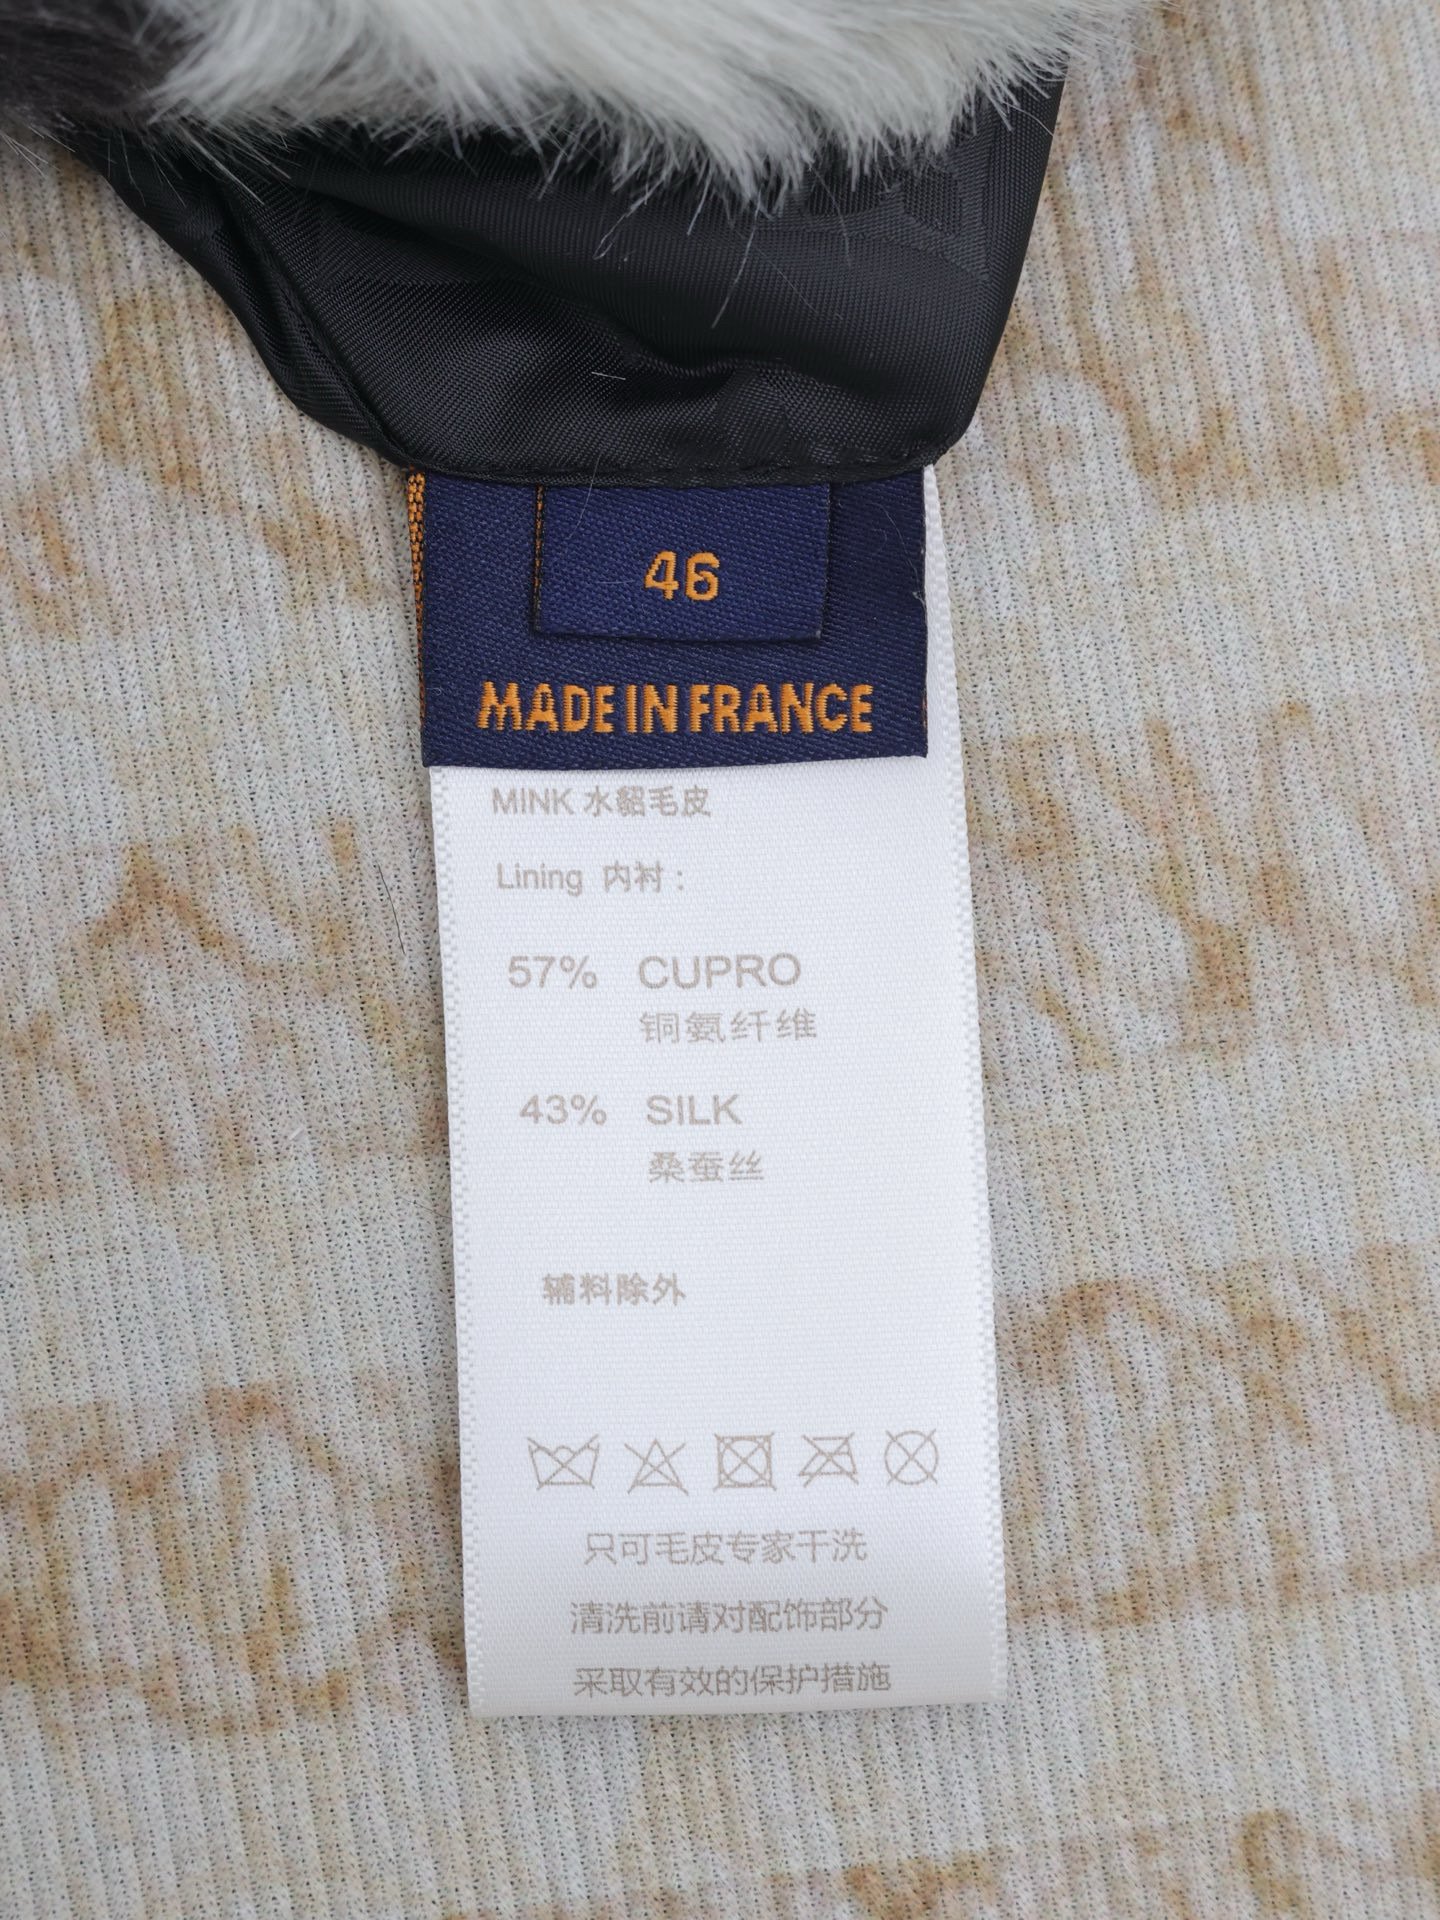 46
MADE IN FRANCE
MINK 水貂毛皮
Lining 内衬：
57% CUPRO
铜氨纤维
43% SILK
桑蚕丝
辅料除外
只可毛皮专家干洗
清洗前请对配饰部分
采取有效的保护措施